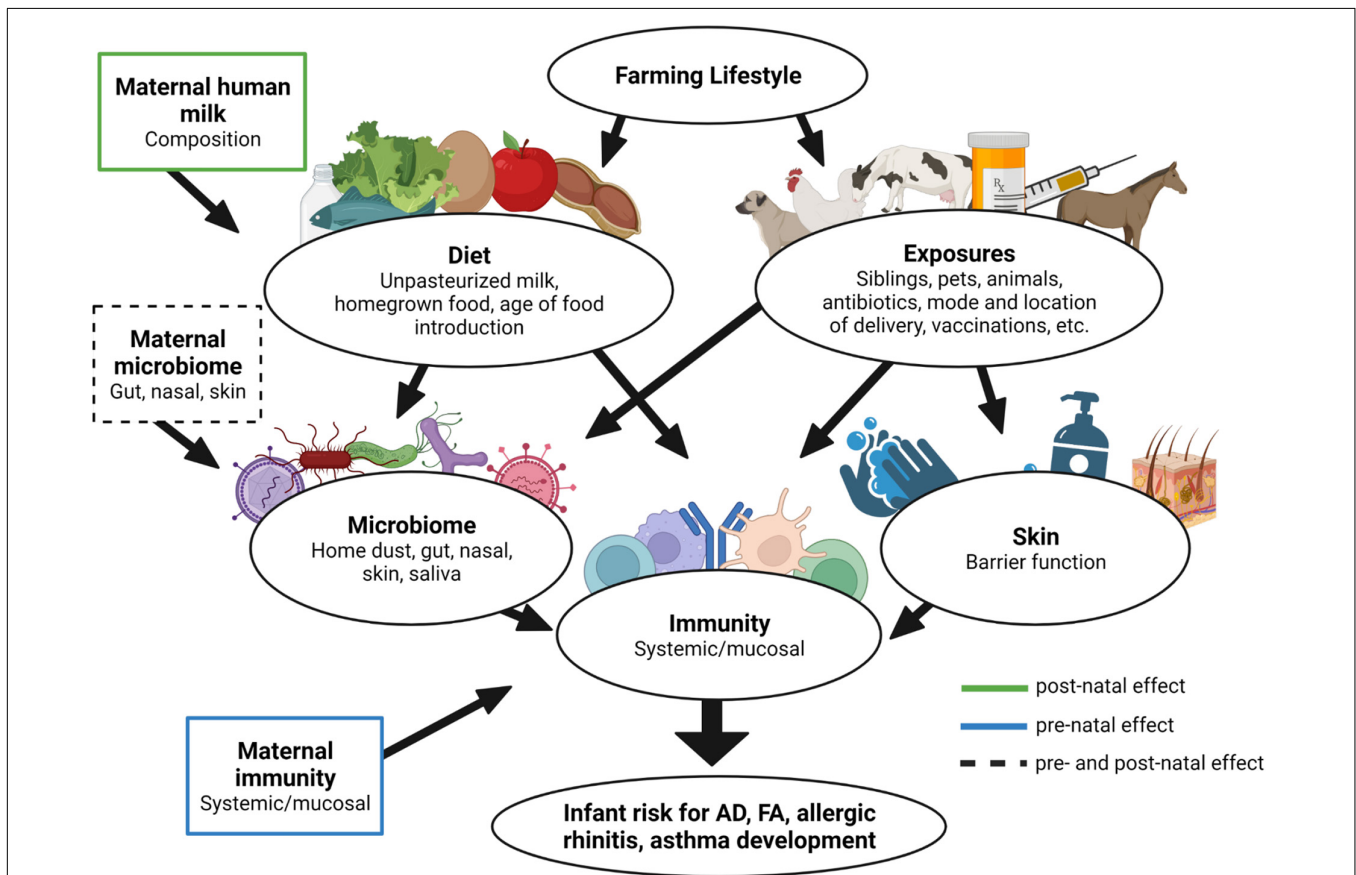 Farming Lifestyle
Maternal human
milk
Composition
Rx
Diet
Unpasteurized milk,
homegrown food, age of food
introduction
Exposures
Siblings, pets, animals,
antibiotics, mode and location
of delivery, vaccinations, etc.
Maternal
microbiome
Gut, nasal, skin
Microbiome
Home dust, gut, nasal,
skin, saliva
Skin
Barrier function
Immunity
Systemic/mucosal
post-natal effect
pre-natal effect
pre- and post-natal effect
Maternal
immunity
Systemic/mucosal
Infant risk for AD, FA, allergic
rhinitis, asthma development